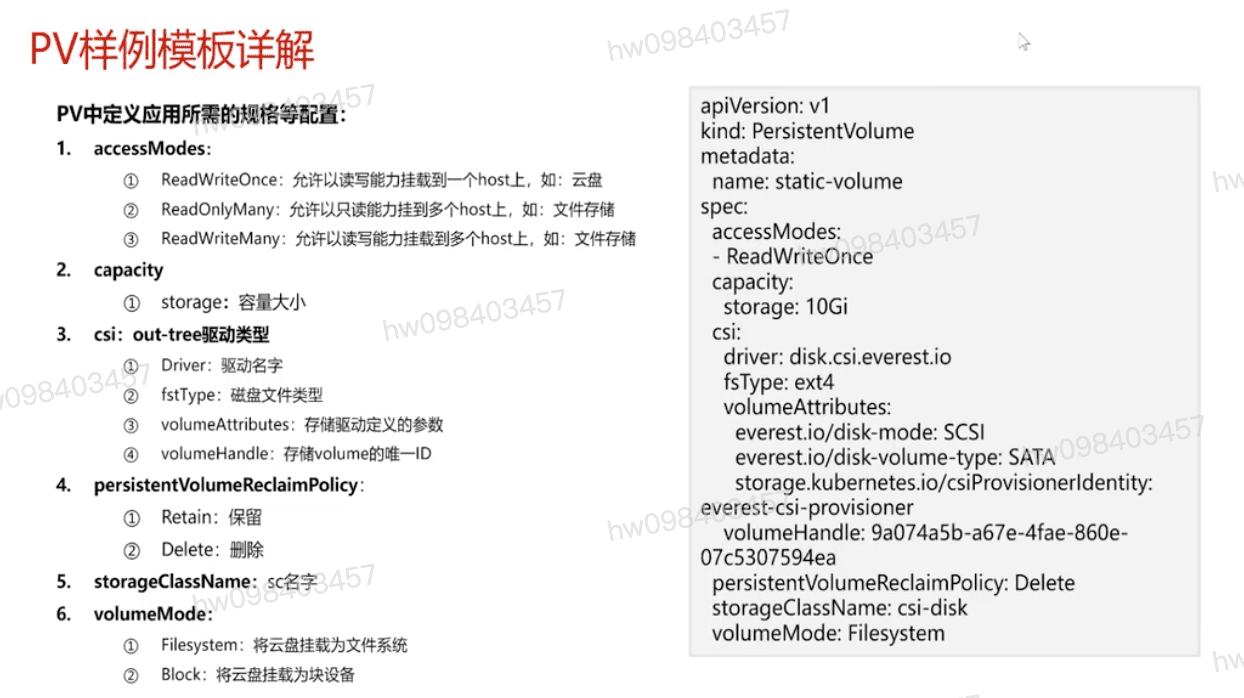 PV样例模板详解
PV中定义应用所需的规格等配置：
1. accessModes:
① ReadWriteOnce：允许以读写能力挂载到一个host上，如：云盘
② ReadOnlyMany：允许以只读能力挂到多个host上，如：文件存储
③ ReadWriteMany：允许以读写能力挂载到多个host上，如：文件存储
2. capacity
① storage：容量大小
3. csi：out-tree驱动类型
① Driver：驱动名字
② fstType：磁盘文件类型
③ volumeAttributes：存储驱动定义的参数
④ volumeHandle：存储volume的唯一ID
4. persistentVolumeReclaimPolicy:
① Retain：保留
② Delete：删除
5. storageClassName：sc名字
6. volumeMode:
① Filesystem：将云盘挂载为文件系统
② Block：将云盘挂载为块设备
apiVersion: v1
kind: PersistentVolume
metadata:
name: static-volume
spec:
accessModes:
- ReadWriteOnce
capacity:
storage: 10Gi
csi:
driver: disk.csi.everest.io
fsType: ext4
volumeAttributes:
everest.io/disk-mode: SCSI
everest.io/disk-volume-type: SATA
storage.kubernetes.io/csiProvisionerIdentity:
everest-csi-provisioner
volumeHandle: 9a074a5b-a67e-4fae-860e-
07c5307594ea
persistentVolumeReclaimPolicy: Delete
storageClassName: csi-disk
volumeMode: Filesystem
hw098403457
hw098403457
hw098403457
hw098403457
hw098403457
hw098403457
hw098403457
hw098403457
hw
hw